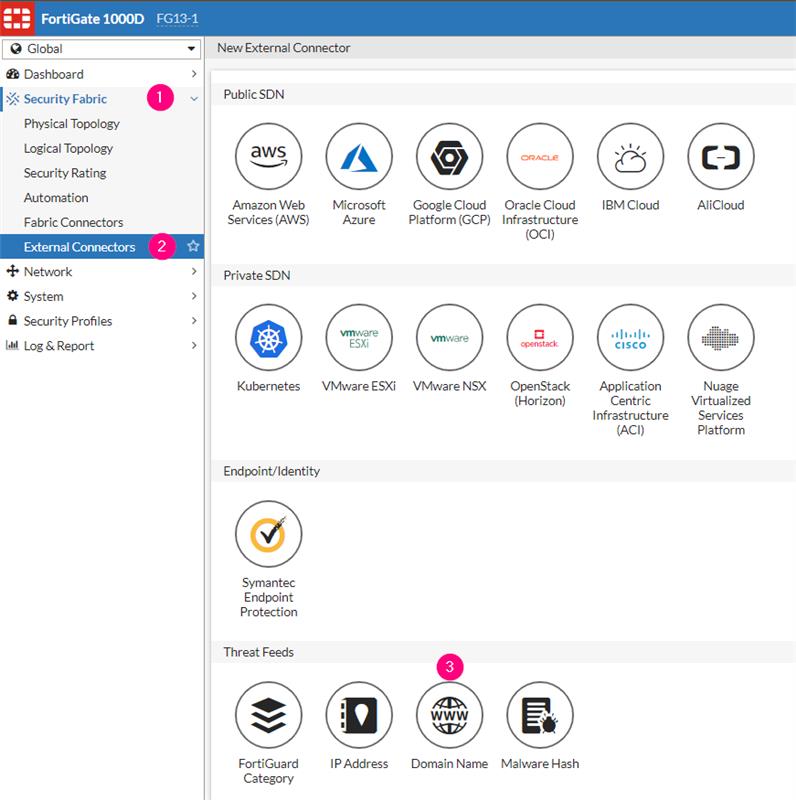 FortiGate 1000D FG13-1
Global
New External Connector
Dashboard
Security Fabric 1
Physical Topology
Logical Topology
Security Rating
Automation
Fabric Connectors
External Connectors 2
Network
System
Security Profiles
Log & Report
Public SDN
aws
ORACLE
Amazon Web
Services (AWS)
Microsoft
Azure
Google Cloud
Platform (GCP)
Oracle Cloud
Infrastructure
(OCI)
IBM Cloud
AliCloud
Private SDN
vmware
ESXi
vmware
openstack.
CISCO
Kubernetes
VMware ESXi
VMware NSX
OpenStack
(Horizon)
Application
Centric
Infrastructure
(ACI)
Nuage
Virtualized
Services
Platform
Endpoint/Identity
Symantec
Endpoint
Protection
Threat Feeds
3
WWW
FortiGuard
Category
IP Address
Domain Name
Malware Hash